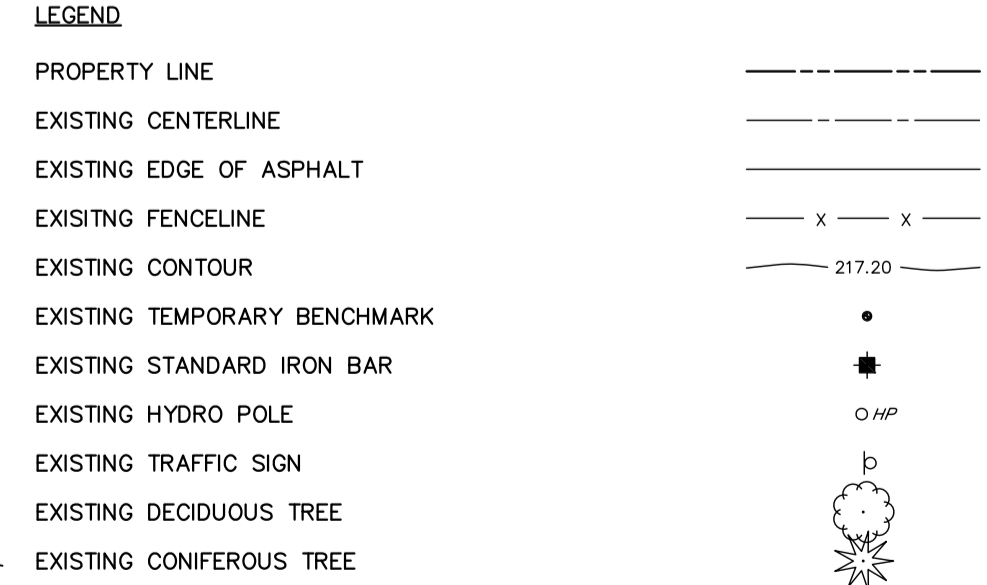 LEGEND
PROPERTY LINE
EXISTING CENTERLINE
EXISTING EDGE OF ASPHALT
EXISITNG FENCELINE X X
EXISTING CONTOUR 217.20
EXISTING TEMPORARY BENCHMARK
EXISTING STANDARD IRON BAR
EXISTING HYDRO POLE HP
EXISTING TRAFFIC SIGN
EXISTING DECIDUOUS TREE
EXISTING CONIFEROUS TREE